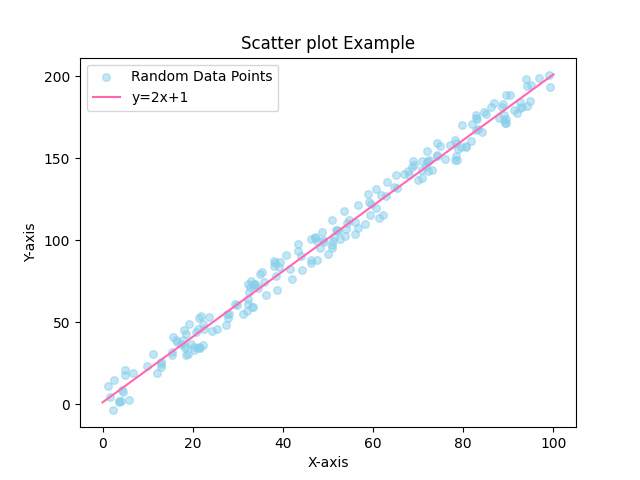 Scatter plot Example
Random Data Points
y=2x+1
Y-axis
200
150
100
50
0
0 20 40 60 80 100
X-axis